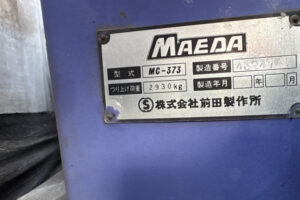 MAEDA
型式 MC-373 製造番号
つり上げ荷重 2930kg 製造年月 年 月
Ⓢ株式会社前田製作所